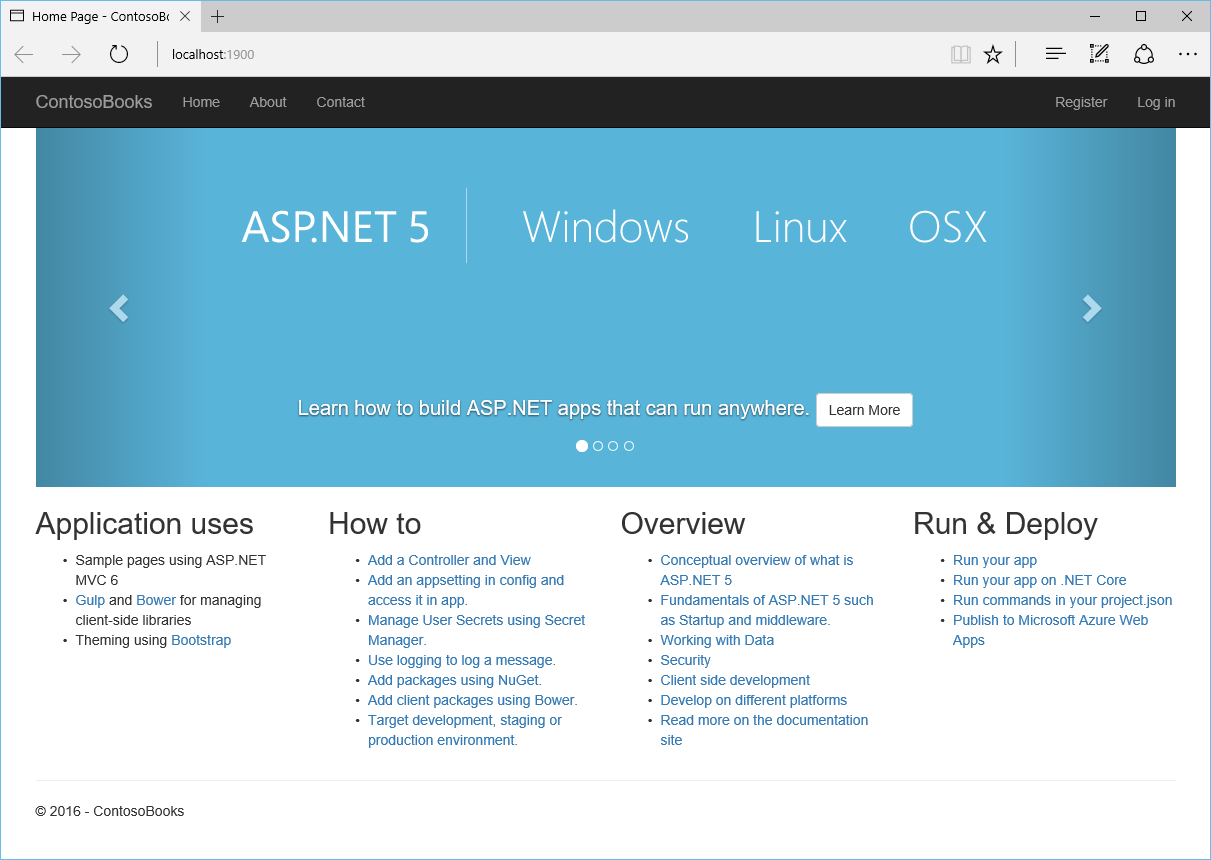 Home Page - ContosoBo
localhost:1900
ContosoBooks Home About Contact Register Log in
ASP.NET 5 Windows Linux OSX
Learn how to build ASP.NET apps that can run anywhere. Learn More
Application uses
• Sample pages using ASP.NET
MVC 6
• Gulp and Bower for managing
client-side libraries
• Theming using Bootstrap
How to
• Add a Controller and View
• Add an appsetting in config and
access it in app.
• Manage User Secrets using Secret
Manager.
• Use logging to log a message.
• Add packages using NuGet.
• Add client packages using Bower.
• Target development, staging or
production environment.
Overview
• Conceptual overview of what is
ASP.NET 5
• Fundamentals of ASP.NET 5 such
as Startup and middleware.
• Working with Data
• Security
• Client side development
• Develop on different platforms
• Read more on the documentation
site
Run & Deploy
• Run your app
• Run your app on .NET Core
• Run commands in your project.json
• Publish to Microsoft Azure Web
Apps
© 2016 - ContosoBooks